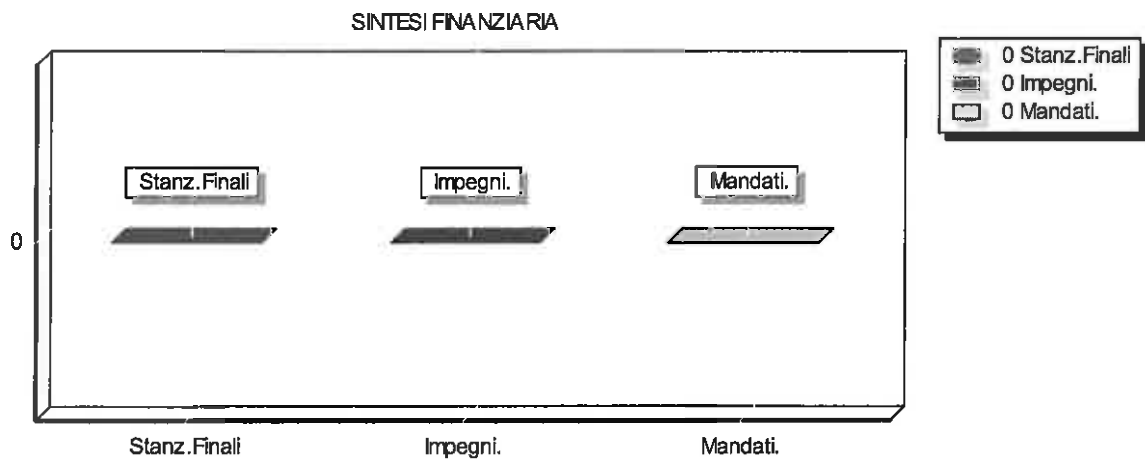 SINTESI FINANZIARIA
0 Stanz.Finali
0 Impegni.
0 Mandati.
Stanz.Finali
Impegni.
Mandati.
0
Stanz.Finali
Impegni.
Mandati.